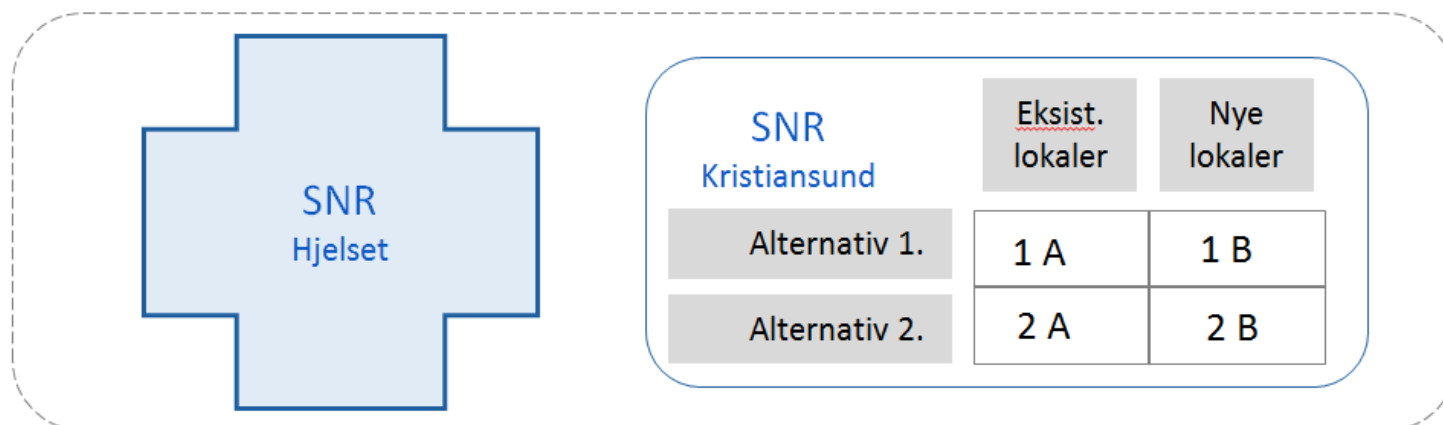 SNR
Hjelset
SNR
Kristiansund
Eksist.
lokaler
Nye
lokaler
Alternativ 1.
1 A
1 B
Alternativ 2.
2 A
2 B